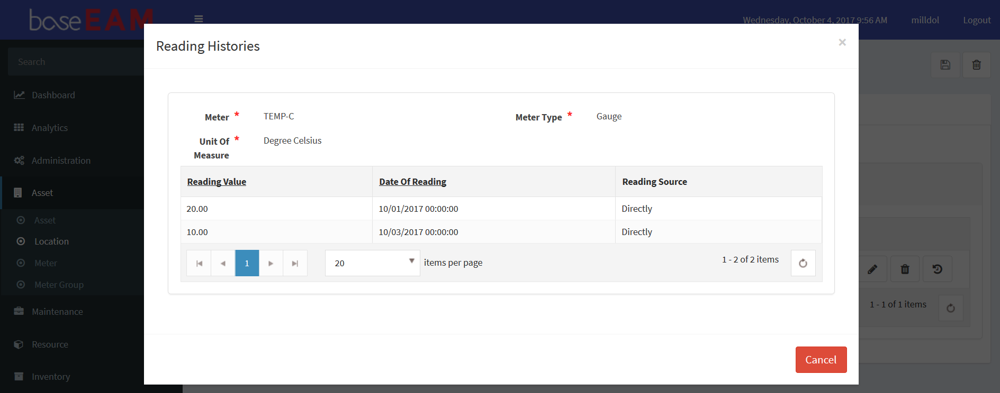 base EAM
Wednesday, October 4, 2017 9:56 AM
milldol
Logout
Search
Dashboard
Analytics
Administration
Asset
Asset
Location
Meter
Meter Group
Maintenance
Resource
Inventory
Reading Histories
×
Meter *
TEMP-C
Meter Type *
Gauge
Unit Of *
Measure
Degree Celsius
Reading Value
Date Of Reading
Reading Source
20.00
10/01/2017 00:00:00
Directly
10.00
10/03/2017 00:00:00
Directly
1
20
items per page
1 - 2 of 2 items
1 - 1 of 1 items
Cancel